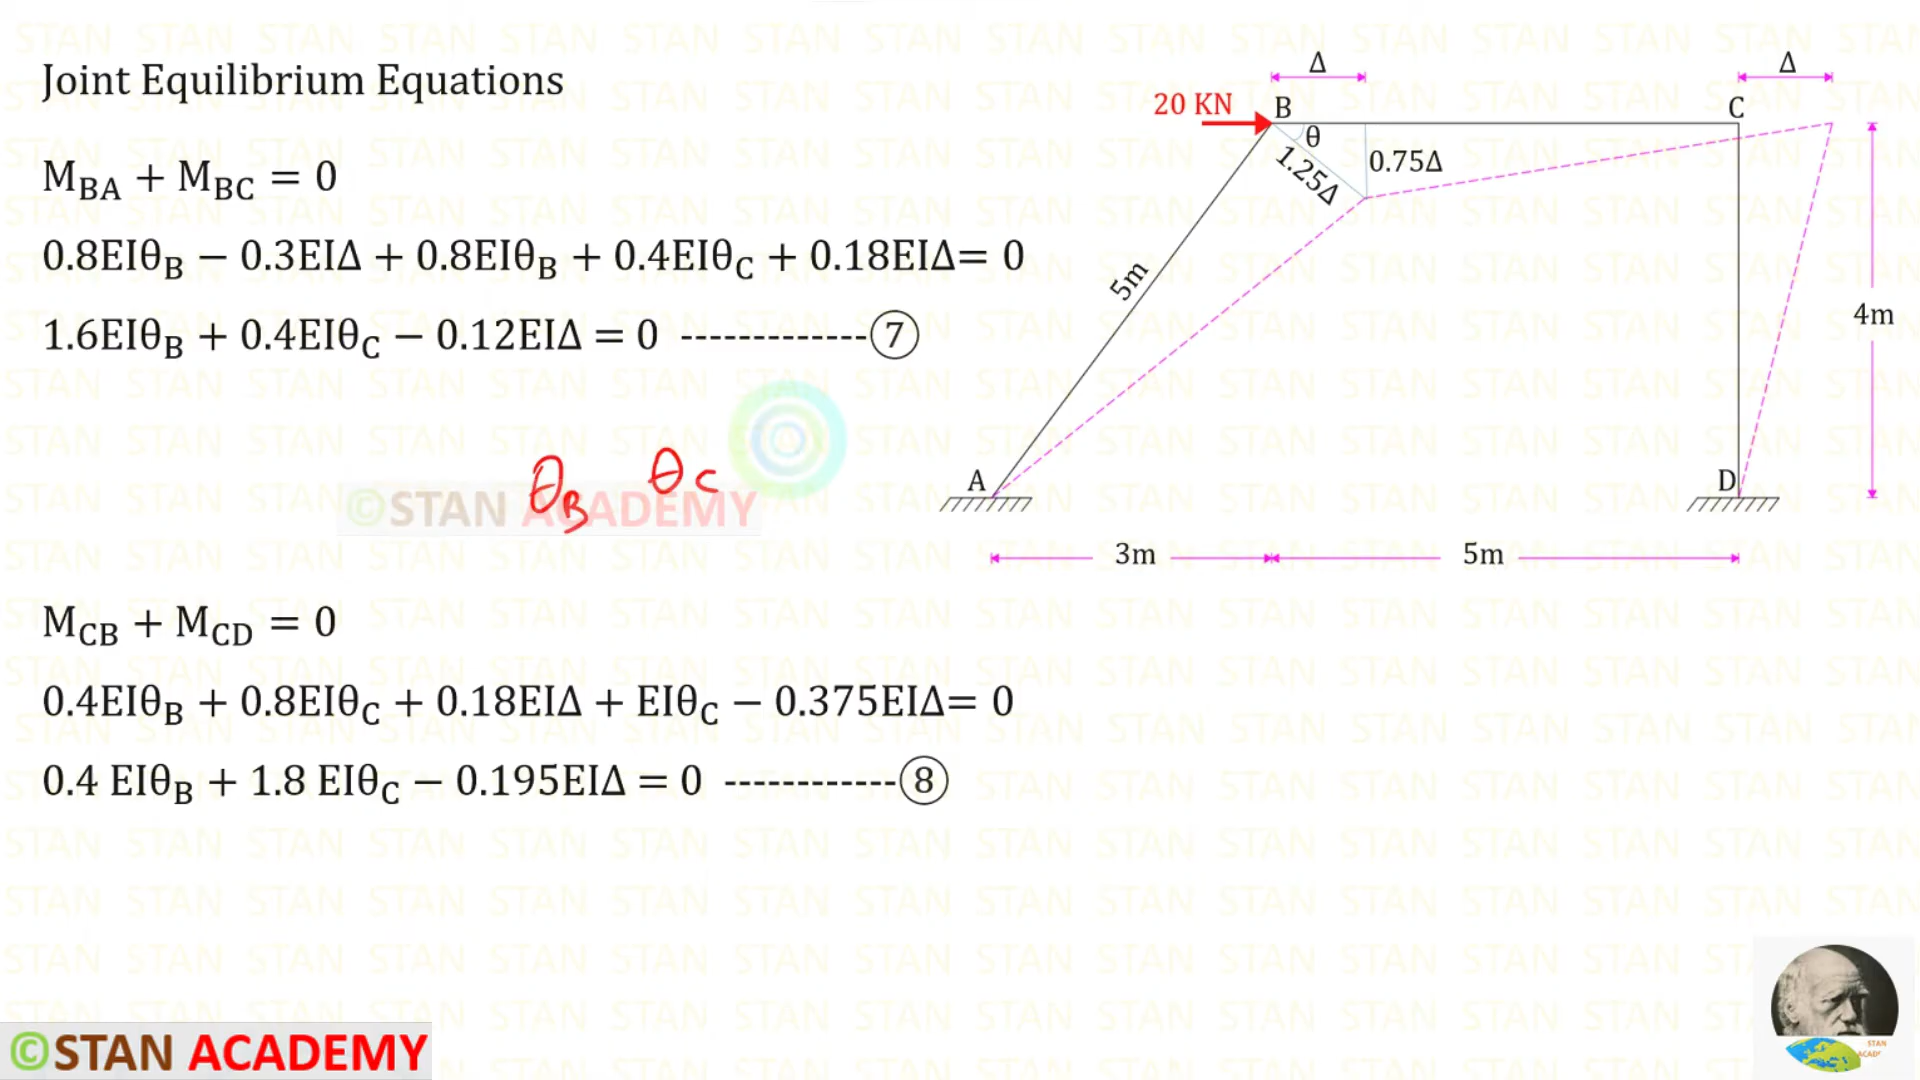 Joint Equilibrium Equations
M_BA + M_BC = 0
0.8EIθ_B − 0.3EIΔ + 0.8EIθ_B + 0.4EIθ_C + 0.18EIΔ= 0
1.6EIθ_B + 0.4EIθ_C − 0.12EIΔ = 0 -------------⑦
θ_B θ_C
©STAN ACADEMY
M_CB + M_CD = 0
0.4EIθ_B + 0.8EIθ_C + 0.18EIΔ + EIθ_C − 0.375EIΔ= 0
0.4 EIθ_B + 1.8 EIθ_C − 0.195EIΔ = 0 ------------⑧
Δ
Δ
20 KN
B
C
θ
1.25Δ
0.75Δ
5m
4m
A
D
3m
5m
©STAN ACADEMY
STAN